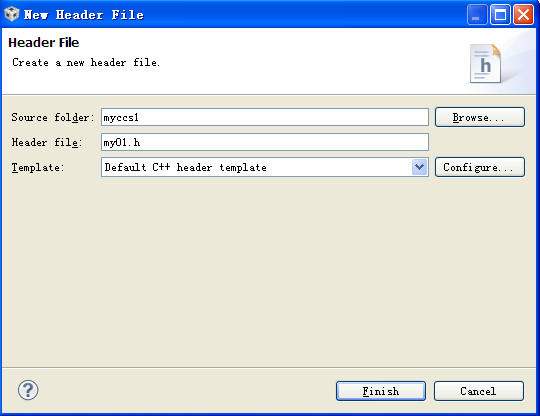 New Header File
Header File
Create a new header file.
h
Source folder: myccs1 Browse...
Header file: my01.h
Template: Default C++ header template Configure...
?
Finish Cancel